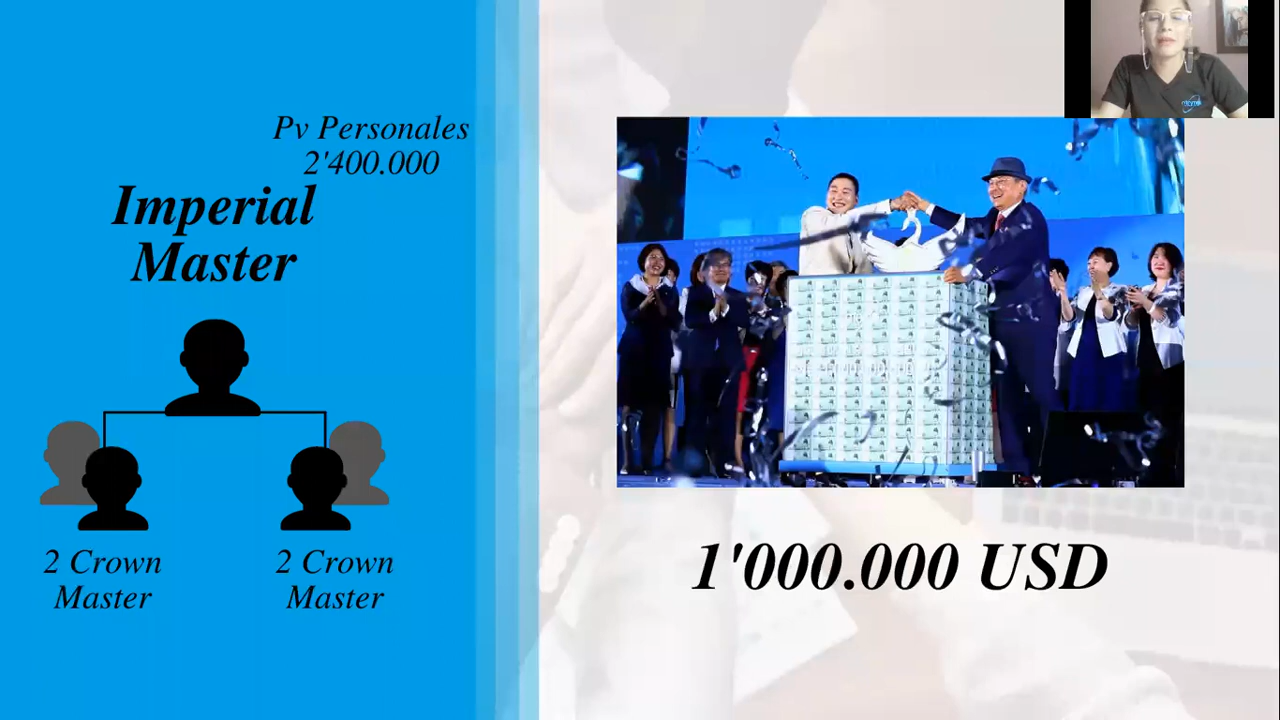 Pv Personales
2'400.000
Imperial
Master
2 Crown
Master
2 Crown
Master
1'000.000 USD